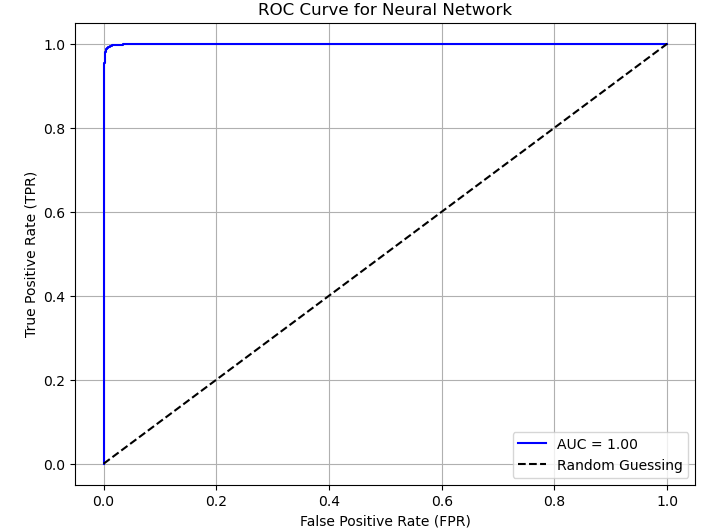 ROC Curve for Neural Network
True Positive Rate (TPR)
1.0
0.8
0.6
0.4
0.2
0.0
0.0 0.2 0.4 0.6 0.8 1.0
False Positive Rate (FPR)
AUC = 1.00
Random Guessing